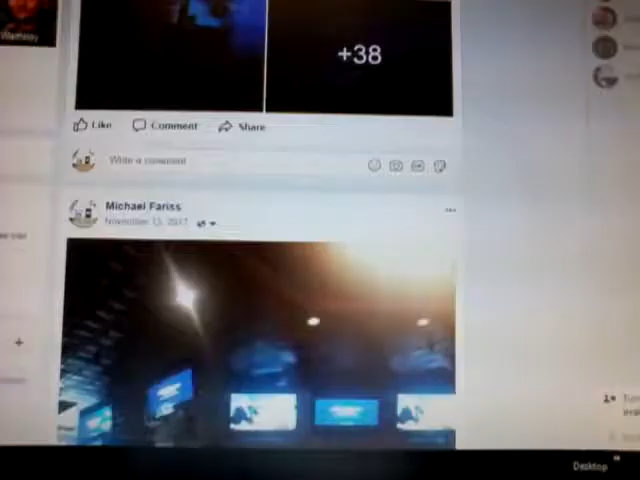 +38
Like Comment Share
Write a comment
Michael Fariss
November 13, 2017
Desktop